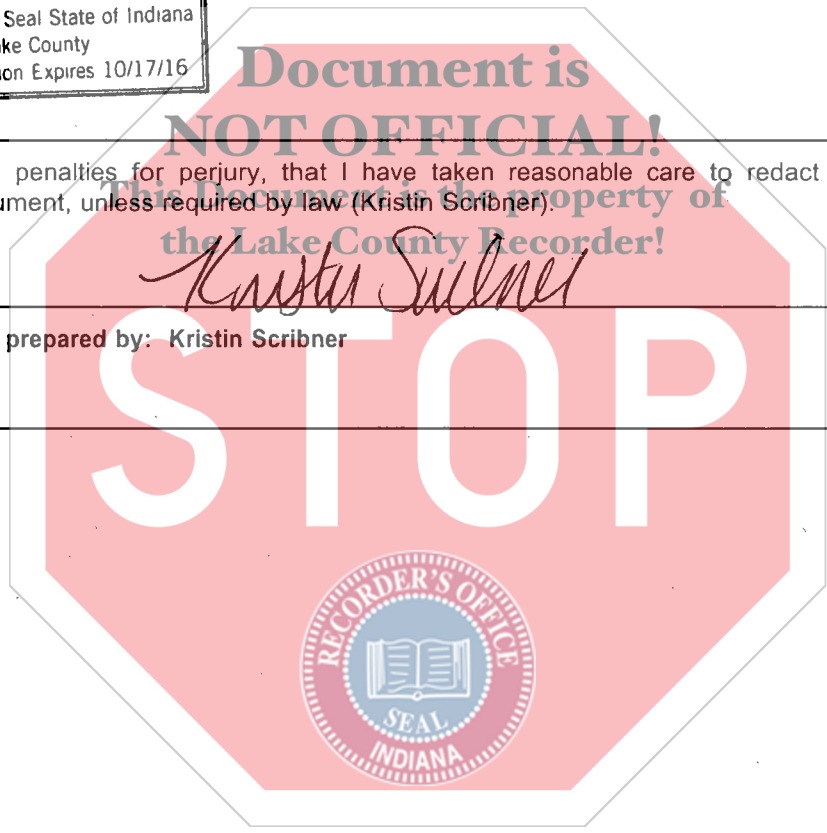 Seal State of Indiana
ke County
on Expires 10/17/16
Document is
NOT OFFICIAL!
penalties for perjury, that I have taken reasonable care to redact
ument, unless required by law (Kristin Scribner).
This Document is the property of
the Lake County Recorder!
Kristin Scribner
prepared by: Kristin Scribner
STOP
RECORDER'S OFFICE
SEAL
INDIANA